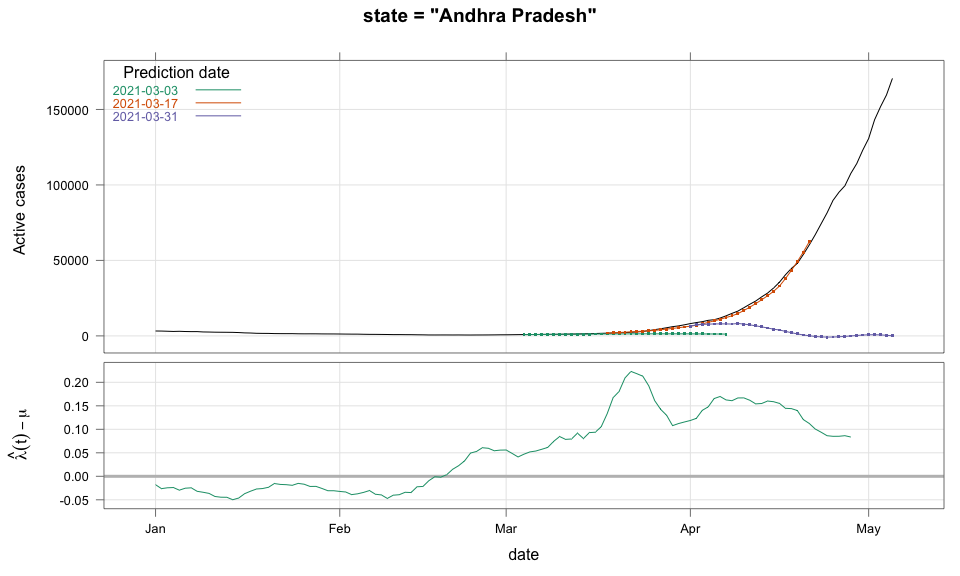 state = "Andhra Pradesh"
Prediction date
2021-03-03
2021-03-17
2021-03-31
Active cases
150000
100000
50000
0
λ̂(t) − μ
0.20
0.15
0.10
0.05
0.00
-0.05
Jan Feb Mar Apr May
date